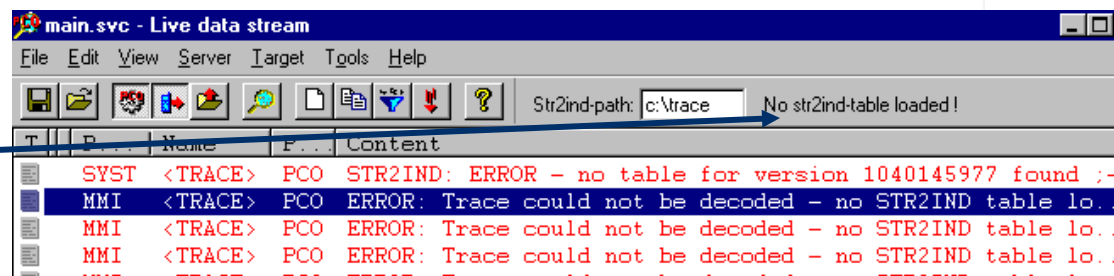 main.svc - Live data stream
File Edit View Server Target Tools Help
Str2ind-path: c:\trace No str2ind-table loaded !
T P... Name P... Content
SYST <TRACE> PCO STR2IND: ERROR - no table for version 1040145977 found ;-
MMI <TRACE> PCO ERROR: Trace could not be decoded - no STR2IND table lo..
MMI <TRACE> PCO ERROR: Trace could not be decoded - no STR2IND table lo..
MMI <TRACE> PCO ERROR: Trace could not be decoded - no STR2IND table lo..